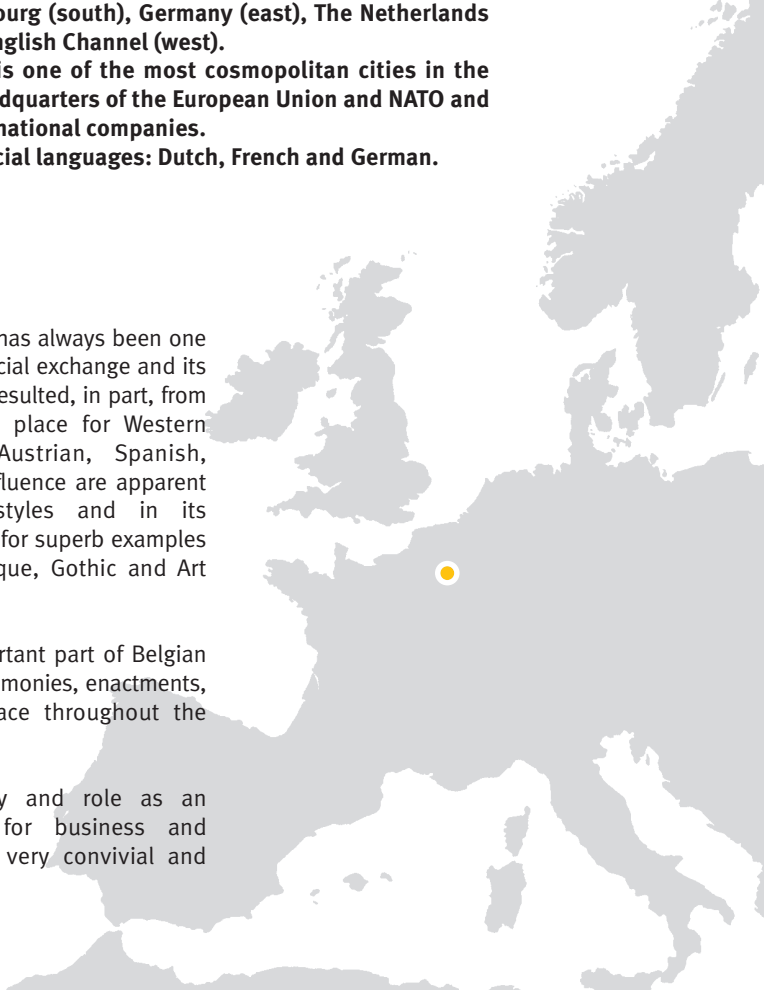 ourg (south), Germany (east), The Netherlands
nglish Channel (west).
is one of the most cosmopolitan cities in the
dquarters of the European Union and NATO and
national companies.
cial languages: Dutch, French and German.
has always been one
cial exchange and its
esulted, in part, from
place for Western
Austrian, Spanish,
fluence are apparent
styles and in its
for superb examples
que, Gothic and Art
rtant part of Belgian
monies, enactments,
ace throughout the
y and role as an
for business and
very convivial and